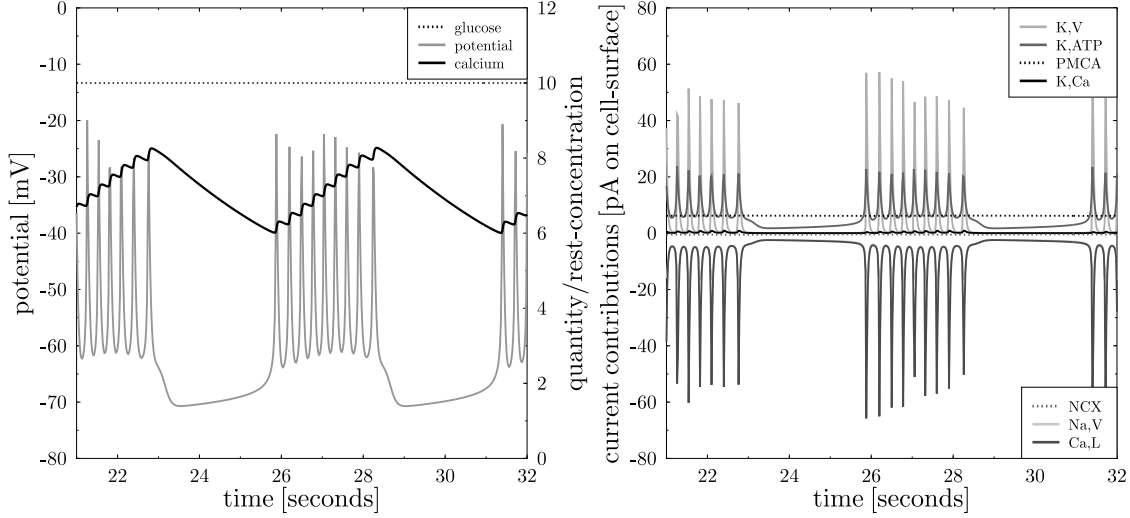 0
-10
-20
-30
-40
-50
-60
-70
-80
potential [mV]
22
24
26
28
30
32
time [seconds]
12
10
8
6
4
2
0
quantity/rest-concentration
glucose
potential
calcium
80
60
40
20
0
-20
-40
-60
-80
current contributions [pA on cell-surface]
22
24
26
28
30
32
time [seconds]
K,V
K,ATP
PMCA
K,Ca
NCX
Na,V
Ca,L